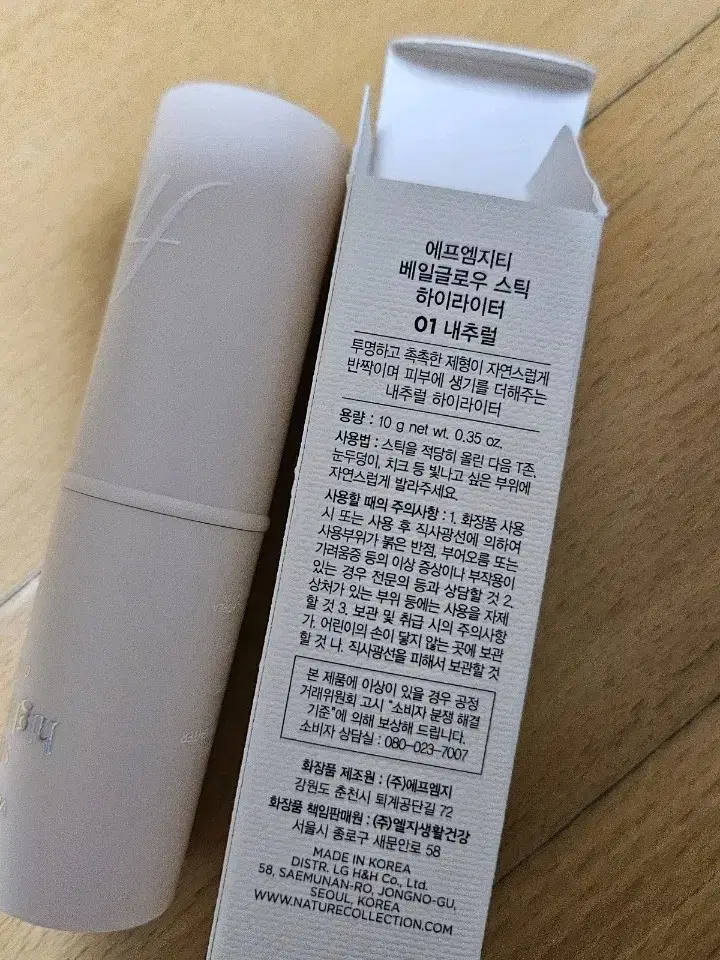 에프엠지티
베일글로우 스틱
하이라이터
01 내추럴
투명하고 촉촉한 제형이 자연스럽게
반짝이며 피부에 생기를 더해주는
내추럴 하이라이터
용량 : 10 g net wt. 0.35 oz.
사용법 : 스틱을 적당히 올린 다음 T존,
눈두덩이, 치크 등 빛나고 싶은 부위에
자연스럽게 발라주세요.
사용할 때의 주의사항 : 1. 화장품 사용
시 또는 사용 후 직사광선에 의하여
사용부위가 붉은 반점, 부어오름 또는
가려움증 등의 이상 증상이나 부작용이
있는 경우 전문의 등과 상담할 것 2.
상처가 있는 부위 등에는 사용을 자제
할 것 3. 보관 및 취급 시의 주의사항
가. 어린이의 손이 닿지 않는 곳에 보관
할 것 나. 직사광선을 피해서 보관할 것
본 제품에 이상이 있을 경우 공정
거래위원회 고시 "소비자 분쟁 해결
기준"에 의해 보상해 드립니다.
소비자 상담실 : 080-023-7007
화장품 제조원 : (주)에프엠지
강원도 춘천시 퇴계공단길 72
화장품 책임판매원 : (주)엘지생활건강
서울시 종로구 새문안로 58
MADE IN KOREA
DISTR. LG H&H Co., Ltd.
58, SAEMUNAN-RO, JONGNO-GU,
SEOUL, KOREA
WWW.NATURECOLLECTION.COM